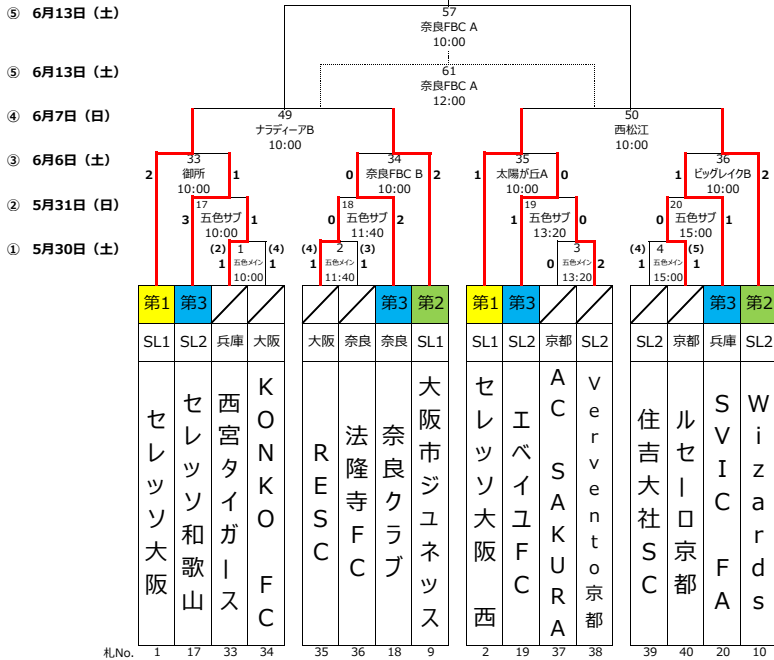 ⑤ 6月13日（土）
57
奈良FBC A
10:00
⑤ 6月13日（土）
61
奈良FBC A
12:00
④ 6月7日（日）
49
ナラディーアB
10:00
50
西松江
10:00
③ 6月6日（土）
2
33
御所
10:00
1
0
34
奈良FBC B
10:00
2
1
35
太陽が丘A
10:00
0
1
36
ビッグレイクB
10:00
2
② 5月31日（日）
3
17
五色サブ
10:00
1
0
18
五色サブ
11:40
2
1
19
五色サブ
13:20
0
0
20
五色サブ
15:00
1
① 5月30日（土）
(2)
1
1
五色メイン
10:00
(4)
1
(4)
1
2
五色メイン
11:40
(3)
1
0
3
五色メイン
13:20
2
(4)
1
4
五色メイン
15:00
(5)
1
第1 第3 第3 第2 第1 第3 第3 第2
SL1 SL2 兵庫 大阪 大阪 奈良 奈良 SL1 SL1 SL2 京都 SL2 SL2 京都 兵庫 SL2
セレッソ大阪
セレッソ和歌山
西宮タイガース
KONKO FC
RESC
法隆寺FC
奈良クラブ
大阪市ジュネッス
セレッソ大阪 西
エベイユFC
AC SAKURA
Vervento京都
住吉大社SC
ルセーロ京都
SVIC FA
Wizards
札No. 1 17 33 34 35 36 18 9 2 19 37 38 39 40 20 10